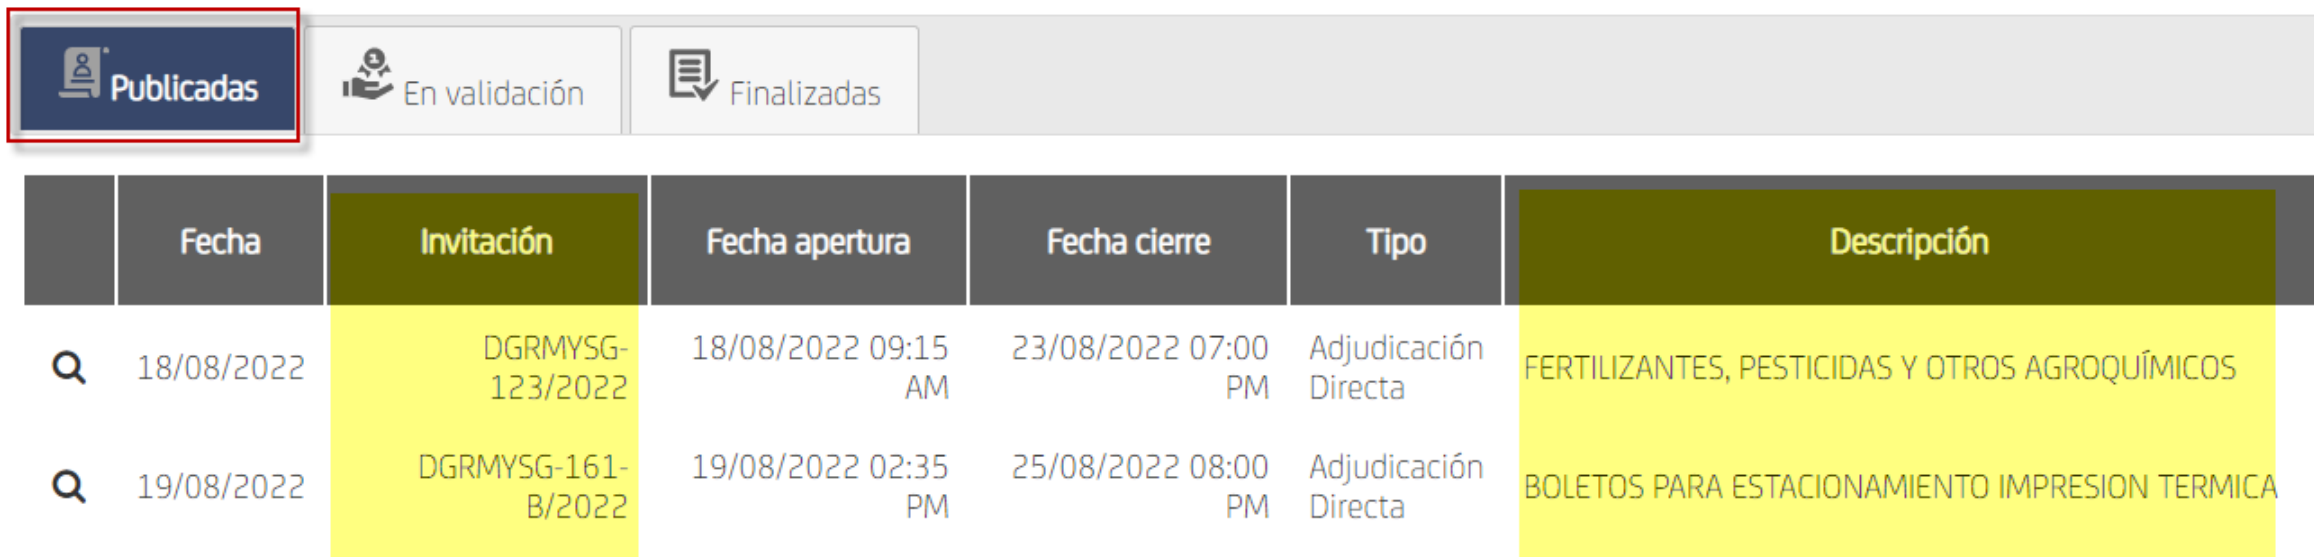 Publicadas
En validación
Finalizadas
Fecha
Invitación
Fecha apertura
Fecha cierre
Tipo
Descripción
18/08/2022
DGRMYSG-
123/2022
18/08/2022 09:15
AM
23/08/2022 07:00
PM
Adjudicación
Directa
FERTILIZANTES, PESTICIDAS Y OTROS AGROQUÍMICOS
19/08/2022
DGRMYSG-161-
B/2022
19/08/2022 02:35
PM
25/08/2022 08:00
PM
Adjudicación
Directa
BOLETOS PARA ESTACIONAMIENTO IMPRESION TERMICA